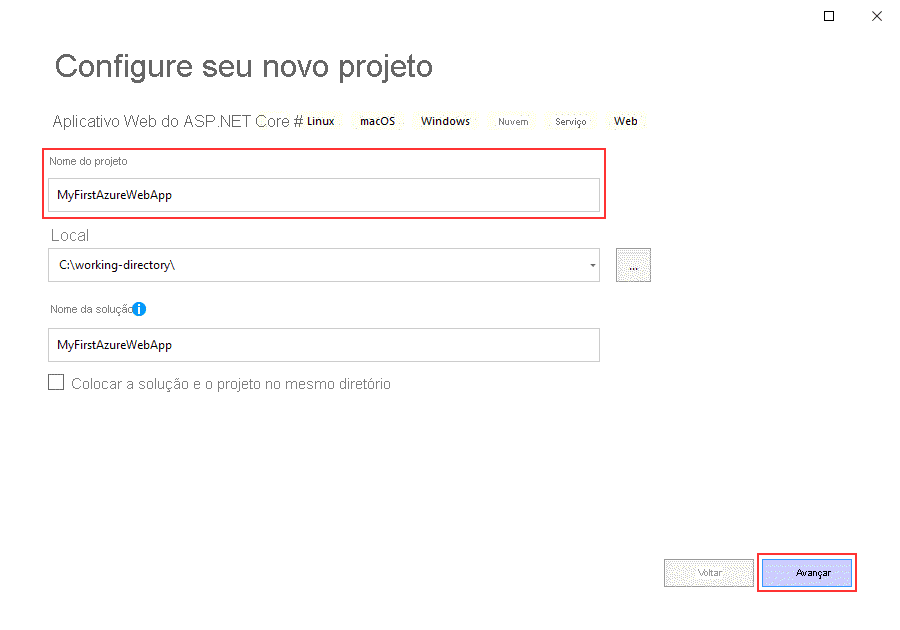 Configure seu novo projeto
Aplicativo Web do ASP.NET Core # Linux macOS Windows Nuvem Serviço Web
Nome do projeto
MyFirstAzureWebApp
Local
C:\working-directory\
...
Nome da solução
MyFirstAzureWebApp
Colocar a solução e o projeto no mesmo diretório
Voltar
Avançar